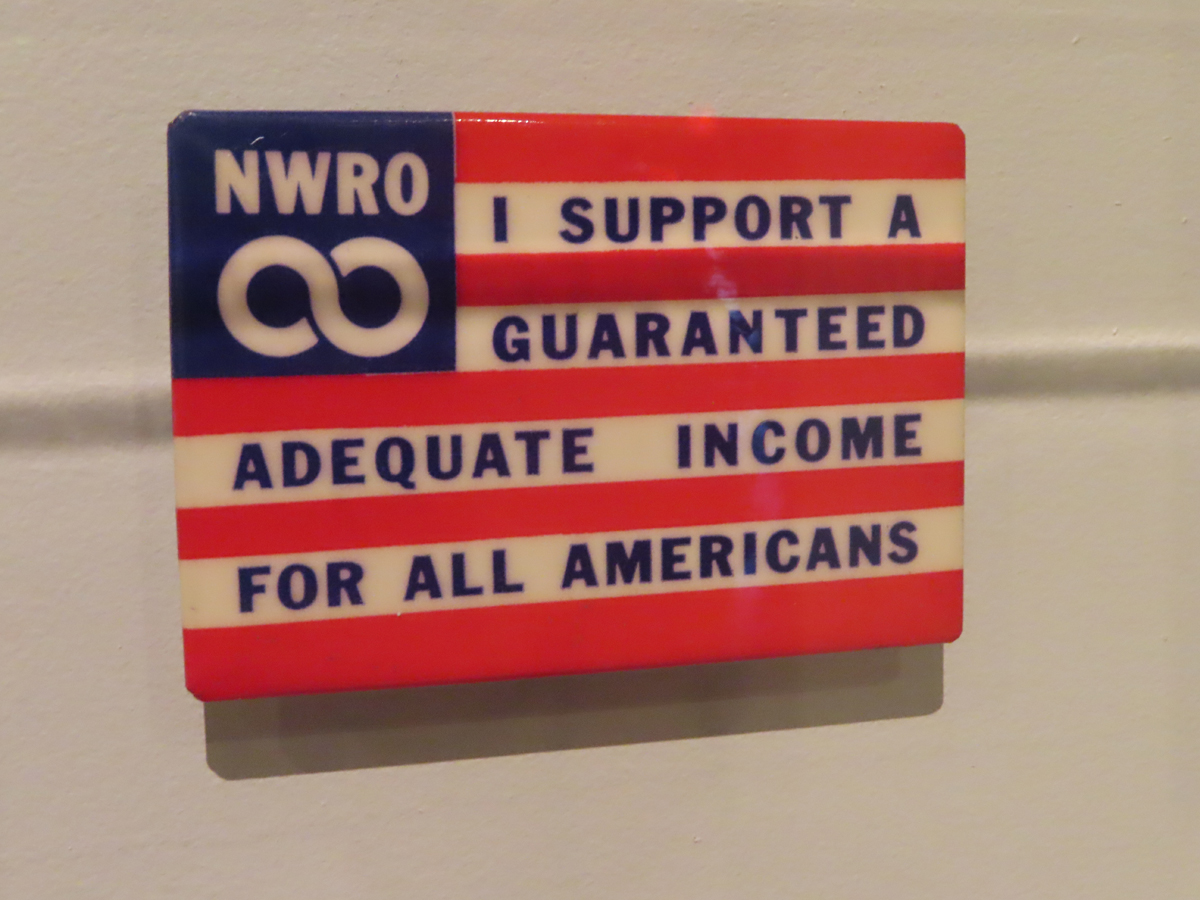 NWRO
I SUPPORT A
GUARANTEED
ADEQUATE INCOME
FOR ALL AMERICANS